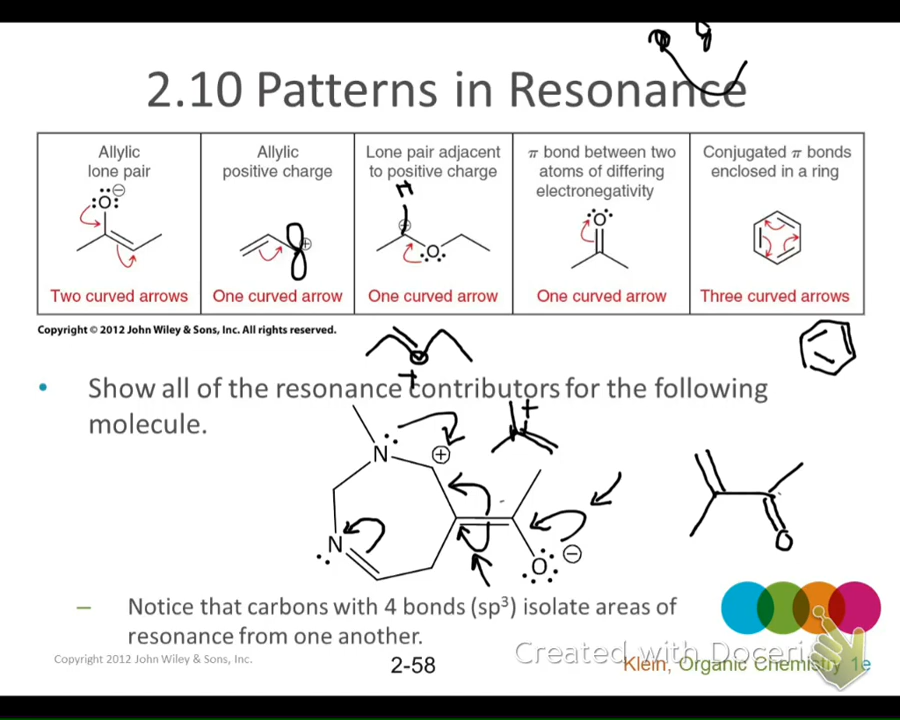 2.10 Patterns in Resonance
Allylic
lone pair
Allylic
positive charge
Lone pair adjacent
to positive charge
π bond between two
atoms of differing
electronegativity
Conjugated π bonds
enclosed in a ring
:O:
H
O
O
Two curved arrows
One curved arrow
One curved arrow
One curved arrow
Three curved arrows
Copyright © 2012 John Wiley & Sons, Inc. All rights reserved.
• Show all of the resonance contributors for the following
molecule.
+
+
N
N
O
O
– Notice that carbons with 4 bonds (sp³) isolate areas of
resonance from one another.
Copyright © 2012 John Wiley & Sons, Inc.
2-58
Created with Doceri
Klein, Organic Chemistry 1e